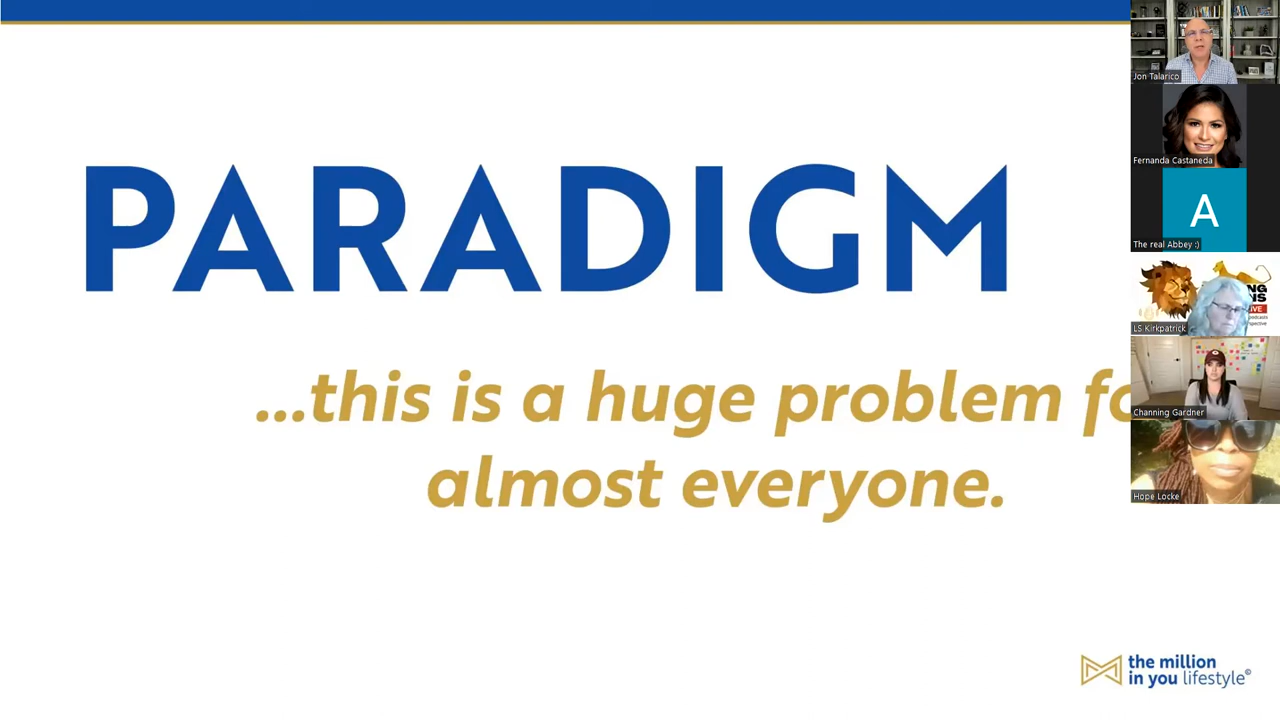 PARADIGM
...this is a huge problem fo
almost everyone.
Jon Talarico
Fernanda Castaneda
A
The real Abbey :)
LS Kirkpatrick
Channing Gardner
Hope Locke
the million
in you lifestyle©